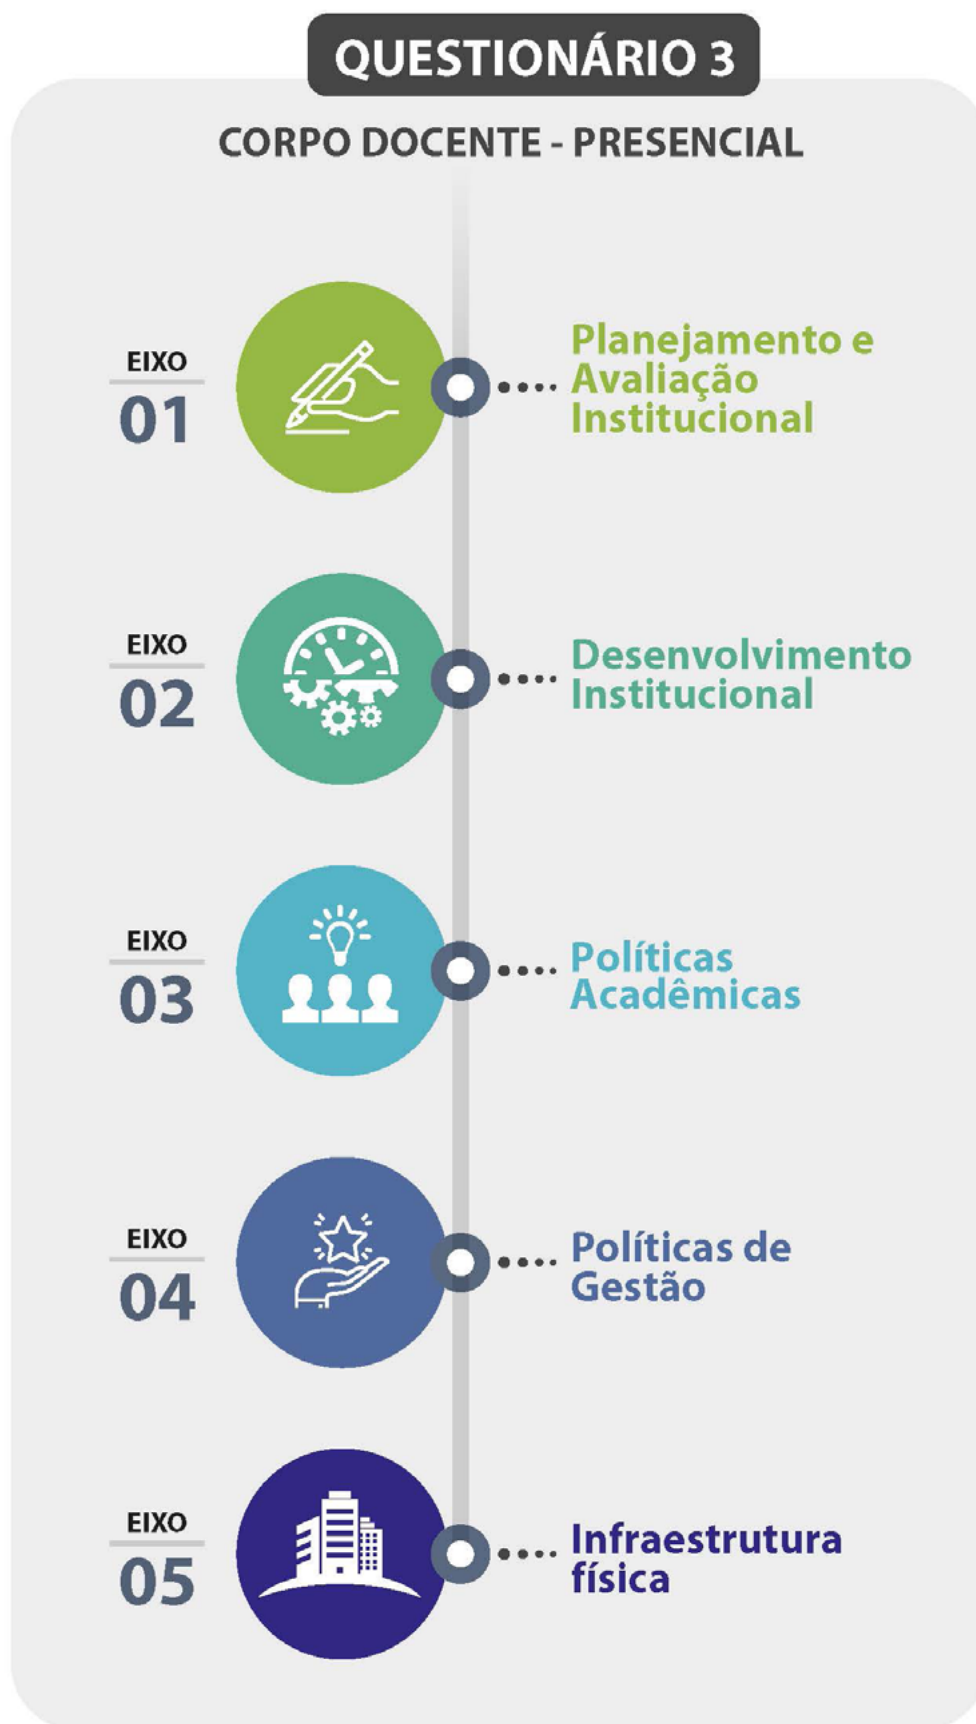 QUESTIONÁRIO 3
CORPO DOCENTE - PRESENCIAL
EIXO
01
Planejamento e
Avaliação
Institucional
EIXO
02
Desenvolvimento
Institucional
EIXO
03
Políticas
Acadêmicas
EIXO
04
Políticas de
Gestão
EIXO
05
Infraestrutura
física